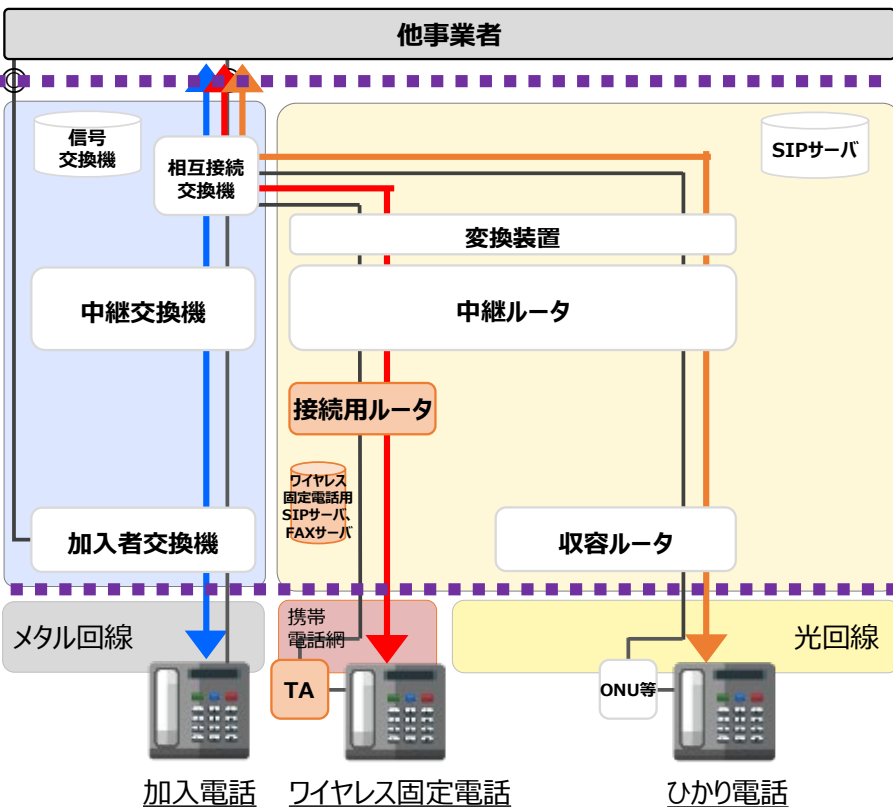 他事業者
信号
交換機
相互接続
交換機
SIPサーバ
変換装置
中継交換機
中継ルータ
接続用ルータ
ワイヤレス
固定電話用
SIPサーバ、
FAXサーバ
加入者交換機
収容ルータ
メタル回線
携帯
電話網
光回線
TA
ONU等
加入電話
ワイヤレス固定電話
ひかり電話